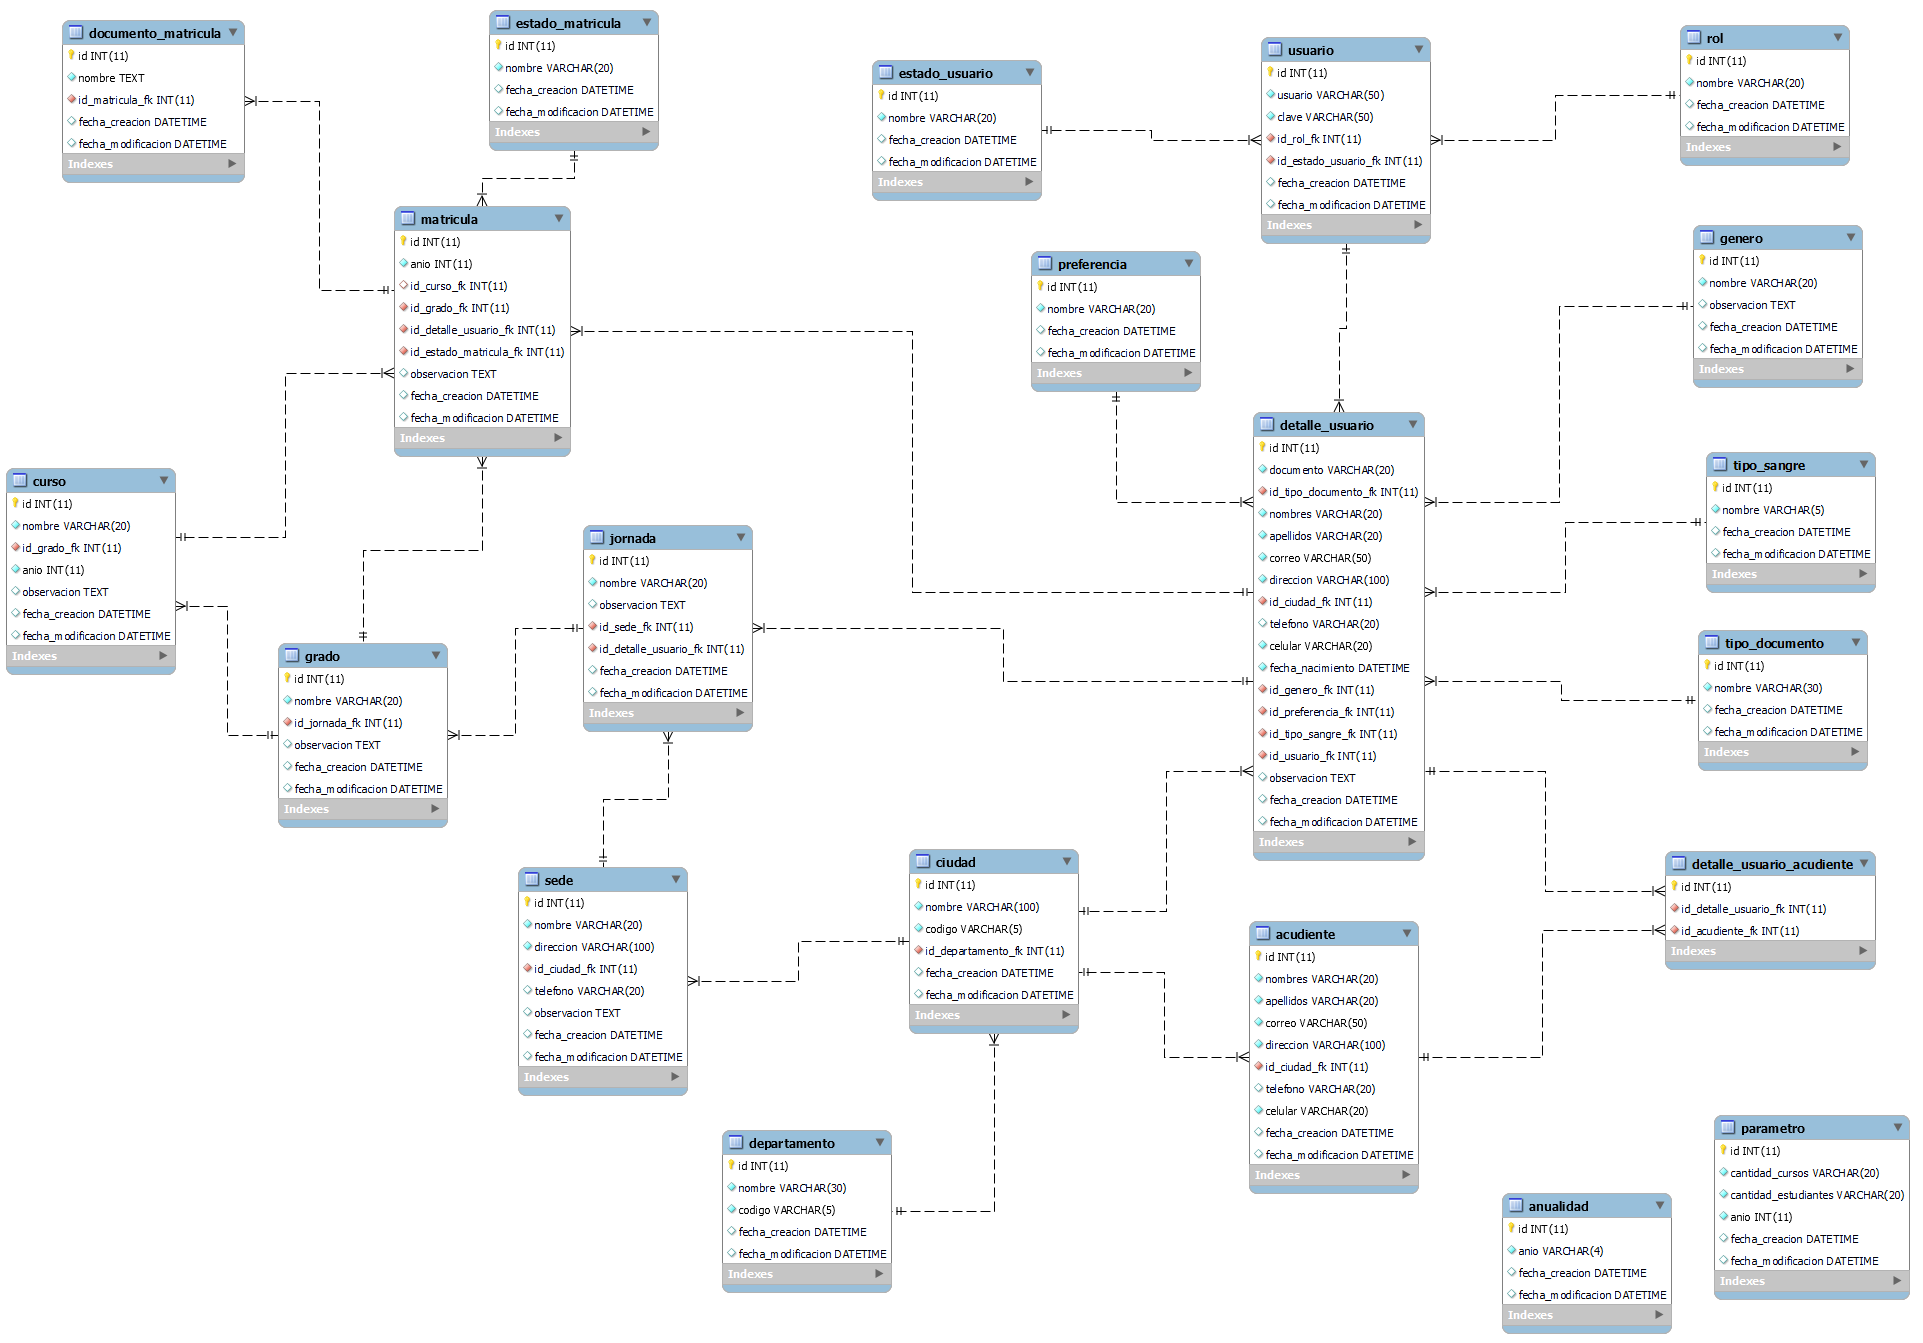 documento_matricula
id INT(11)
nombre TEXT
id_matricula_fk INT(11)
fecha_creacion DATETIME
fecha_modificacion DATETIME
Indexes
estado_matricula
id INT(11)
nombre VARCHAR(20)
fecha_creacion DATETIME
fecha_modificacion DATETIME
Indexes
estado_usuario
id INT(11)
nombre VARCHAR(20)
fecha_creacion DATETIME
fecha_modificacion DATETIME
Indexes
usuario
id INT(11)
usuario VARCHAR(50)
clave VARCHAR(50)
id_rol_fk INT(11)
id_estado_usuario_fk INT(11)
fecha_creacion DATETIME
fecha_modificacion DATETIME
Indexes
rol
id INT(11)
nombre VARCHAR(20)
fecha_creacion DATETIME
fecha_modificacion DATETIME
Indexes
matricula
id INT(11)
anio INT(11)
id_curso_fk INT(11)
id_grado_fk INT(11)
id_detalle_usuario_fk INT(11)
id_estado_matricula_fk INT(11)
observacion TEXT
fecha_creacion DATETIME
fecha_modificacion DATETIME
Indexes
preferencia
id INT(11)
nombre VARCHAR(20)
fecha_creacion DATETIME
fecha_modificacion DATETIME
Indexes
genero
id INT(11)
nombre VARCHAR(20)
observacion TEXT
fecha_creacion DATETIME
fecha_modificacion DATETIME
Indexes
detalle_usuario
id INT(11)
documento VARCHAR(20)
id_tipo_documento_fk INT(11)
nombres VARCHAR(20)
apellidos VARCHAR(20)
correo VARCHAR(50)
direccion VARCHAR(100)
id_ciudad_fk INT(11)
telefono VARCHAR(20)
celular VARCHAR(20)
fecha_nacimiento DATETIME
id_genero_fk INT(11)
id_preferencia_fk INT(11)
id_tipo_sangre_fk INT(11)
id_usuario_fk INT(11)
observacion TEXT
fecha_creacion DATETIME
fecha_modificacion DATETIME
Indexes
tipo_sangre
id INT(11)
nombre VARCHAR(5)
fecha_creacion DATETIME
fecha_modificacion DATETIME
Indexes
curso
id INT(11)
nombre VARCHAR(20)
id_grado_fk INT(11)
anio INT(11)
observacion TEXT
fecha_creacion DATETIME
fecha_modificacion DATETIME
Indexes
jornada
id INT(11)
nombre VARCHAR(20)
observacion TEXT
id_sede_fk INT(11)
id_detalle_usuario_fk INT(11)
fecha_creacion DATETIME
fecha_modificacion DATETIME
Indexes
tipo_documento
id INT(11)
nombre VARCHAR(30)
fecha_creacion DATETIME
fecha_modificacion DATETIME
Indexes
grado
id INT(11)
nombre VARCHAR(20)
id_jornada_fk INT(11)
observacion TEXT
fecha_creacion DATETIME
fecha_modificacion DATETIME
Indexes
sede
id INT(11)
nombre VARCHAR(20)
direccion VARCHAR(100)
id_ciudad_fk INT(11)
telefono VARCHAR(20)
observacion TEXT
fecha_creacion DATETIME
fecha_modificacion DATETIME
Indexes
ciudad
id INT(11)
nombre VARCHAR(100)
codigo VARCHAR(5)
id_departamento_fk INT(11)
fecha_creacion DATETIME
fecha_modificacion DATETIME
Indexes
detalle_usuario_acudiente
id INT(11)
id_detalle_usuario_fk INT(11)
id_acudiente_fk INT(11)
Indexes
acudiente
id INT(11)
nombres VARCHAR(20)
apellidos VARCHAR(20)
correo VARCHAR(50)
direccion VARCHAR(100)
id_ciudad_fk INT(11)
telefono VARCHAR(20)
celular VARCHAR(20)
fecha_creacion DATETIME
fecha_modificacion DATETIME
Indexes
departamento
id INT(11)
nombre VARCHAR(30)
codigo VARCHAR(5)
fecha_creacion DATETIME
fecha_modificacion DATETIME
Indexes
parametro
id INT(11)
cantidad_cursos VARCHAR(20)
cantidad_estudiantes VARCHAR(20)
anio INT(11)
fecha_creacion DATETIME
fecha_modificacion DATETIME
Indexes
anualidad
id INT(11)
anio VARCHAR(4)
fecha_creacion DATETIME
fecha_modificacion DATETIME
Indexes